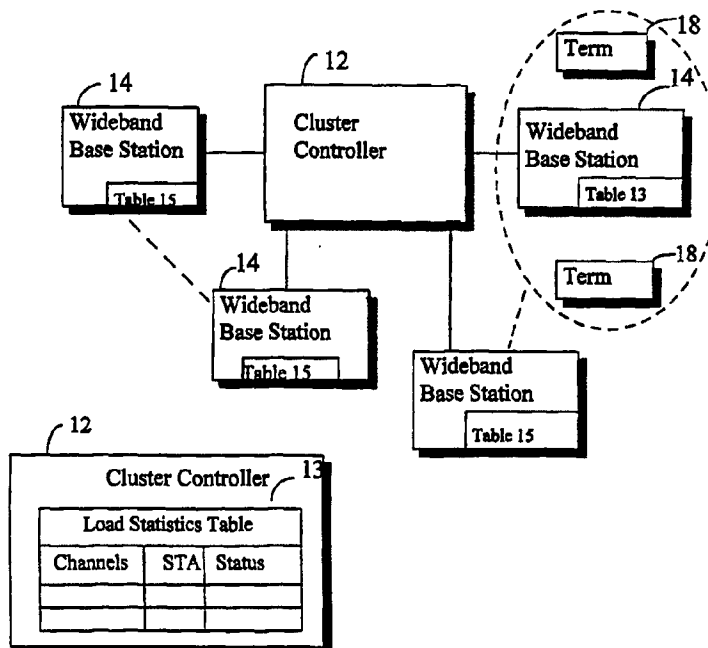 18
Term
12
14
14
Wideband
Base Station
Table 15
Cluster
Controller
Wideband
Base Station
Table 13
14
Wideband
Base Station
Table 15
18
Term
Wideband
Base Station
Table 15
12
Cluster Controller
13
Load Statistics Table
Channels STA Status